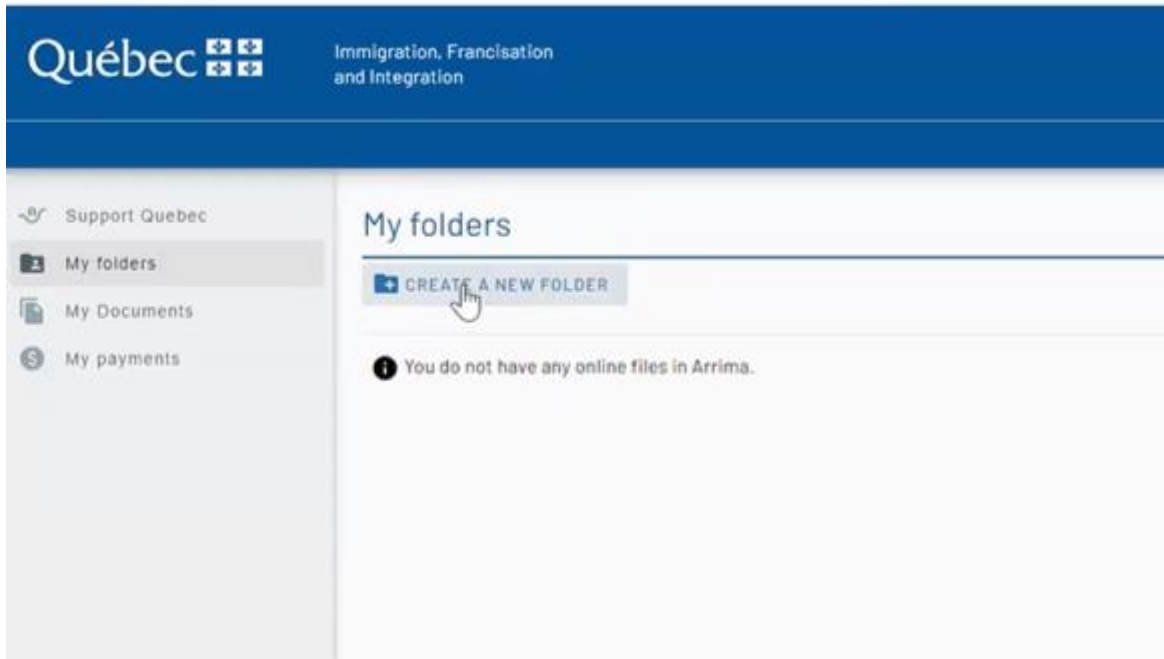 Québec
Immigration, Francisation
and Integration
Support Quebec
My folders
My Documents
My payments
My folders
CREATE A NEW FOLDER
You do not have any online files in Arrima.